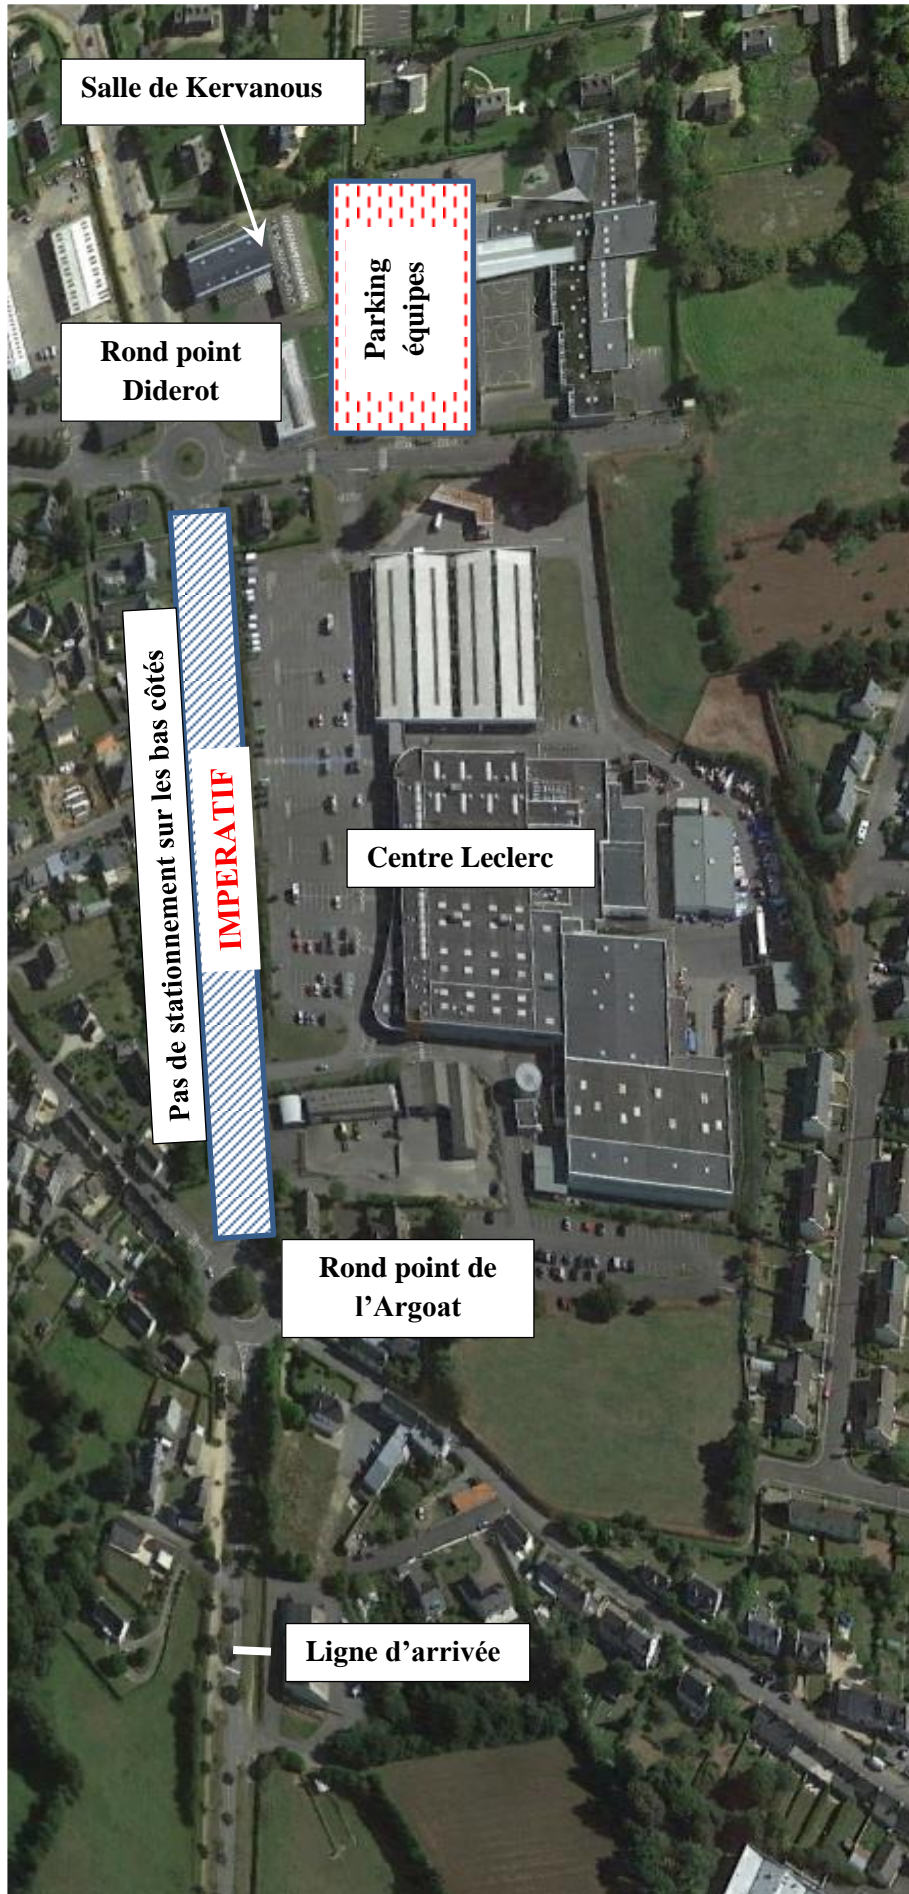 Salle de Kervanous
Parking
équipes
Rond point
Diderot
Pas de stationnement sur les bas côtés
IMPERATIF
Centre Leclerc
Rond point de
l’Argoat
Ligne d’arrivée